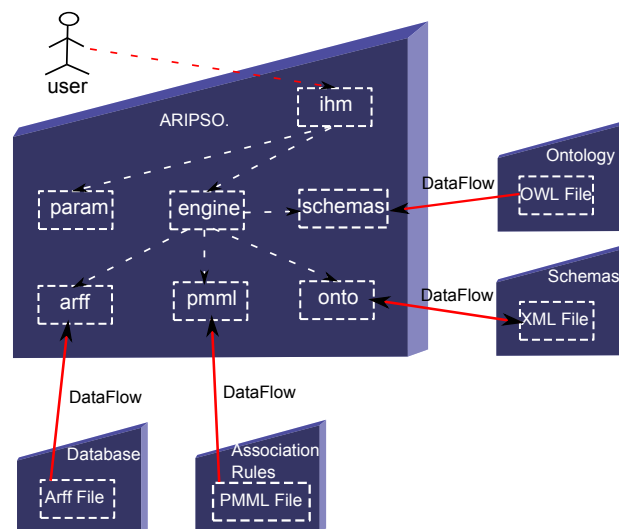 user
ARIPSO.
ihm
param
engine
schemas
arff
pmml
onto
DataFlow
Ontology
OWL File
DataFlow
Schemas
XML File
DataFlow
DataFlow
Database
Arff File
Association
Rules
PMML File